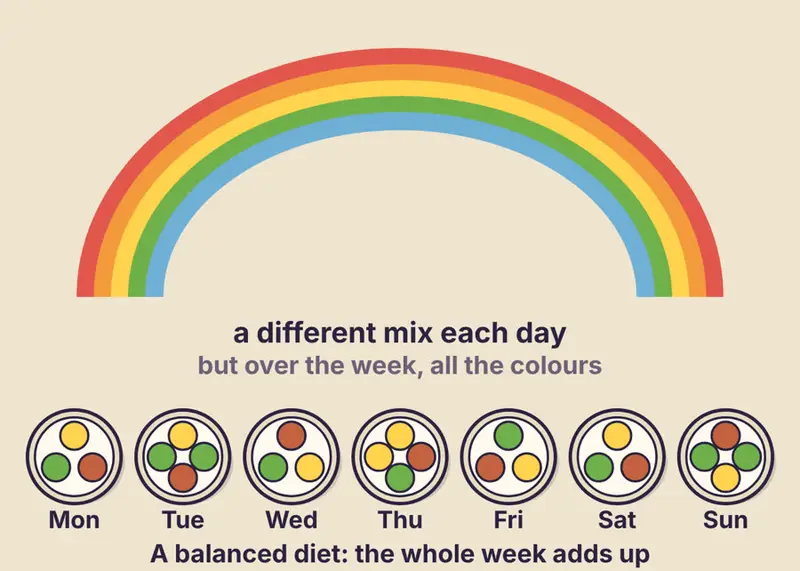 a different mix each day
but over the week, all the colours
Mon Tue Wed Thu Fri Sat Sun
A balanced diet: the whole week adds up